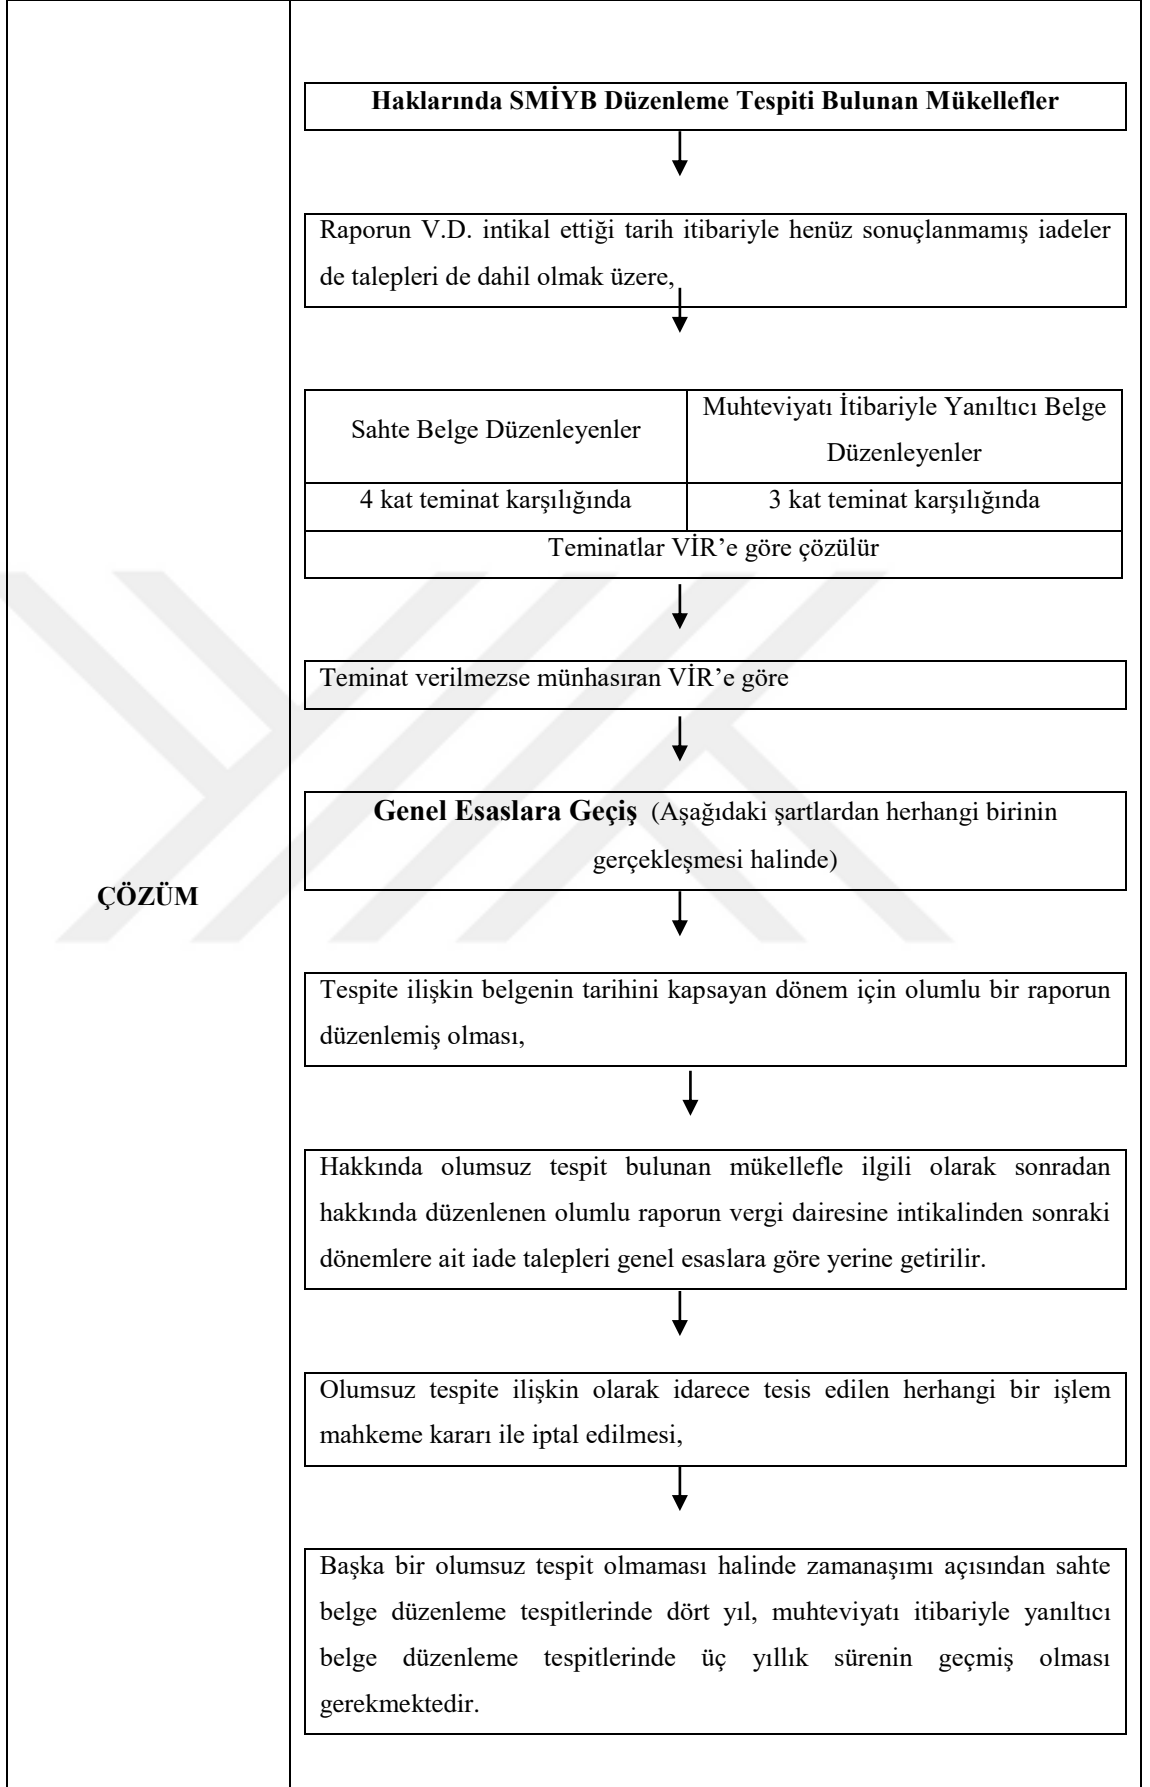 Haklarında SMİYB Düzenleme Tespiti Bulunan Mükellefler
Raporun V.D. intikal ettiği tarih itibariyle henüz sonuçlanmamış iadeler
de talepleri de dahil olmak üzere,
Sahte Belge Düzenleyenler
Muhteviyatı İtibariyle Yanıltıcı Belge
Düzenleyenler
4 kat teminat karşılığında
3 kat teminat karşılığında
Teminatlar VİR’e göre çözülür
Teminat verilmezse münhasıran VİR’e göre
Genel Esaslara Geçiş (Aşağıdaki şartlardan herhangi birinin
gerçekleşmesi halinde)
ÇÖZÜM
Tespite ilişkin belgenin tarihini kapsayan dönem için olumlu bir raporun
düzenlemiş olması,
Hakkında olumsuz tespit bulunan mükellefle ilgili olarak sonradan
hakkında düzenlenen olumlu raporun vergi dairesine intikalinden sonraki
dönemlere ait iade talepleri genel esaslara göre yerine getirilir.
Olumsuz tespite ilişkin olarak idarece tesis edilen herhangi bir işlem
mahkeme kararı ile iptal edilmesi,
Başka bir olumsuz tespit olmaması halinde zamanaşımı açısından sahte
belge düzenleme tespitlerinde dört yıl, muhteviyatı itibariyle yanıltıcı
belge düzenleme tespitlerinde üç yıllık sürenin geçmiş olması
gerekmektedir.